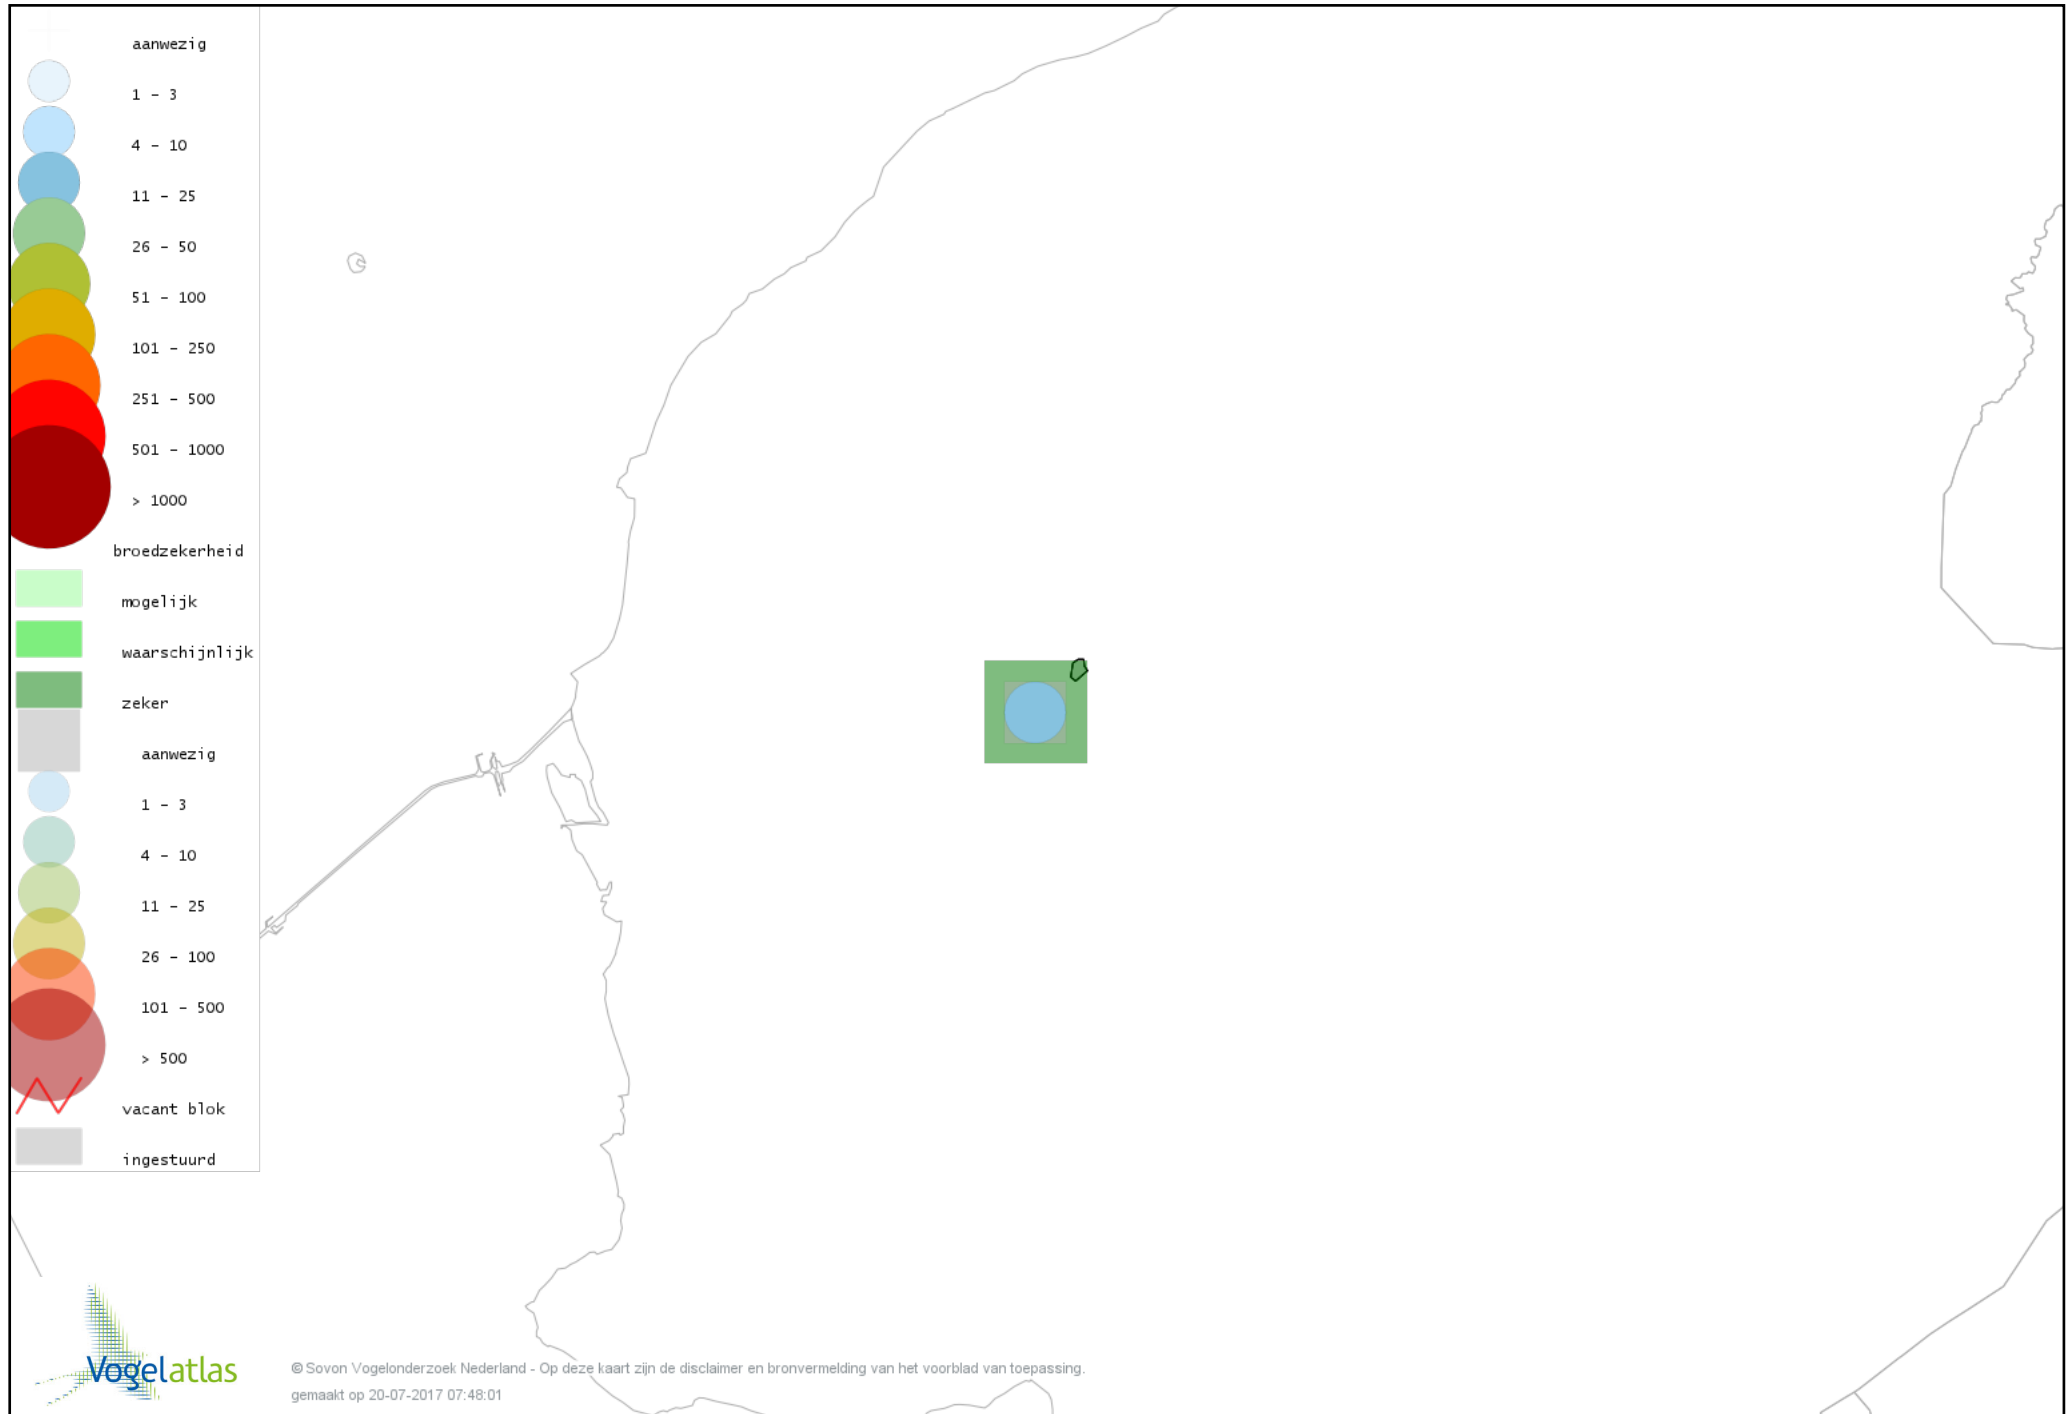 aanwezig
1 - 3
4 - 10
11 - 25
26 - 50
51 - 100
101 - 250
251 - 500
501 - 1000
> 1000
broedzekerheid
mogelijk
waarschijnlijk
zeker
aanwezig
1 - 3
4 - 10
11 - 25
26 - 100
101 - 500
> 500
vacant blok
ingestuurd
Vogelatlas
© Sovon Vogelonderzoek Nederland - Op deze kaart zijn de disclaimer en bronvermelding van het voorblad van toepassing.
gemaakt op 20-07-2017 07:48:01